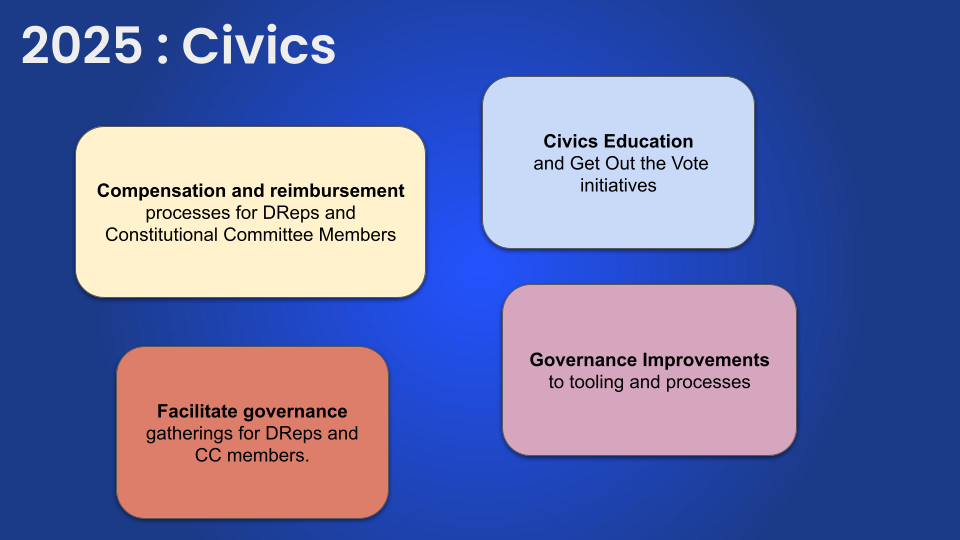 2025 : Civics
Compensation and reimbursement
processes for DReps and
Constitutional Committee Members
Civics Education
and Get Out the Vote
initiatives
Facilitate governance
gatherings for DReps and
CC members.
Governance Improvements
to tooling and processes